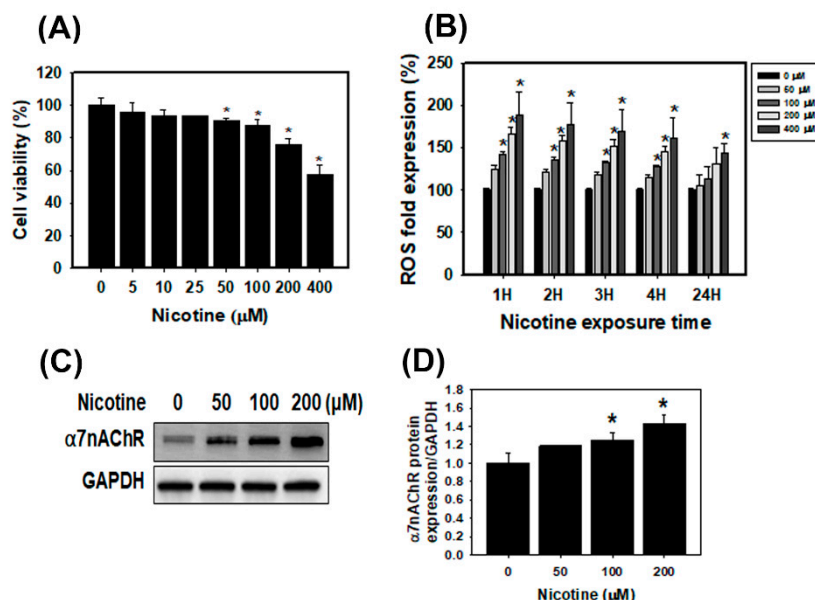 (A)
120
100
80
60
40
20
0
Cell viability (%)
* * * *
0 5 10 25 50 100 200 400
Nicotine (μM)
(B)
250
200
150
100
50
0
ROS fold expression (%)
* * *
* * *
* * *
* * *
*
1H 2H 3H 4H 24H
Nicotine exposure time
0 μM
50 μM
100 μM
200 μM
400 μM
(C)
Nicotine 0 50 100 200 (μM)
α7nAChR
GAPDH
(D)
1.8
1.6
1.4
1.2
1.0
0.8
0.6
0.4
0.2
0.0
α7nAChR protein
expression/GAPDH
* *
0 50 100 200
Nicotine (μM)